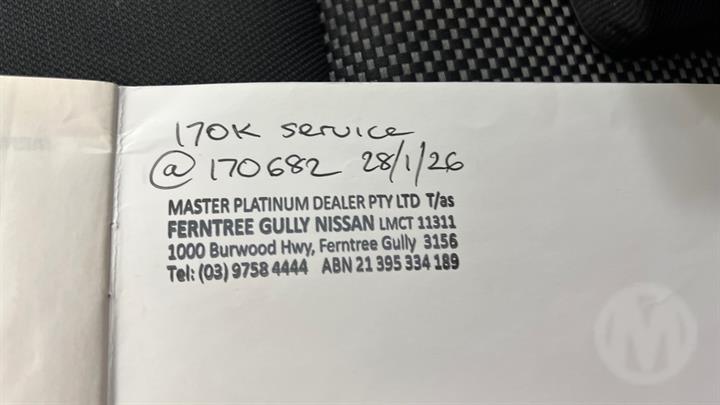 170K service
@ 170682 28/1/26
MASTER PLATINUM DEALER PTY LTD T/as
FERNTREE GULLY NISSAN LMCT 11311
1000 Burwood Hwy, Ferntree Gully 3156
Tel: (03) 9758 4444 ABN 21 395 334 189
M